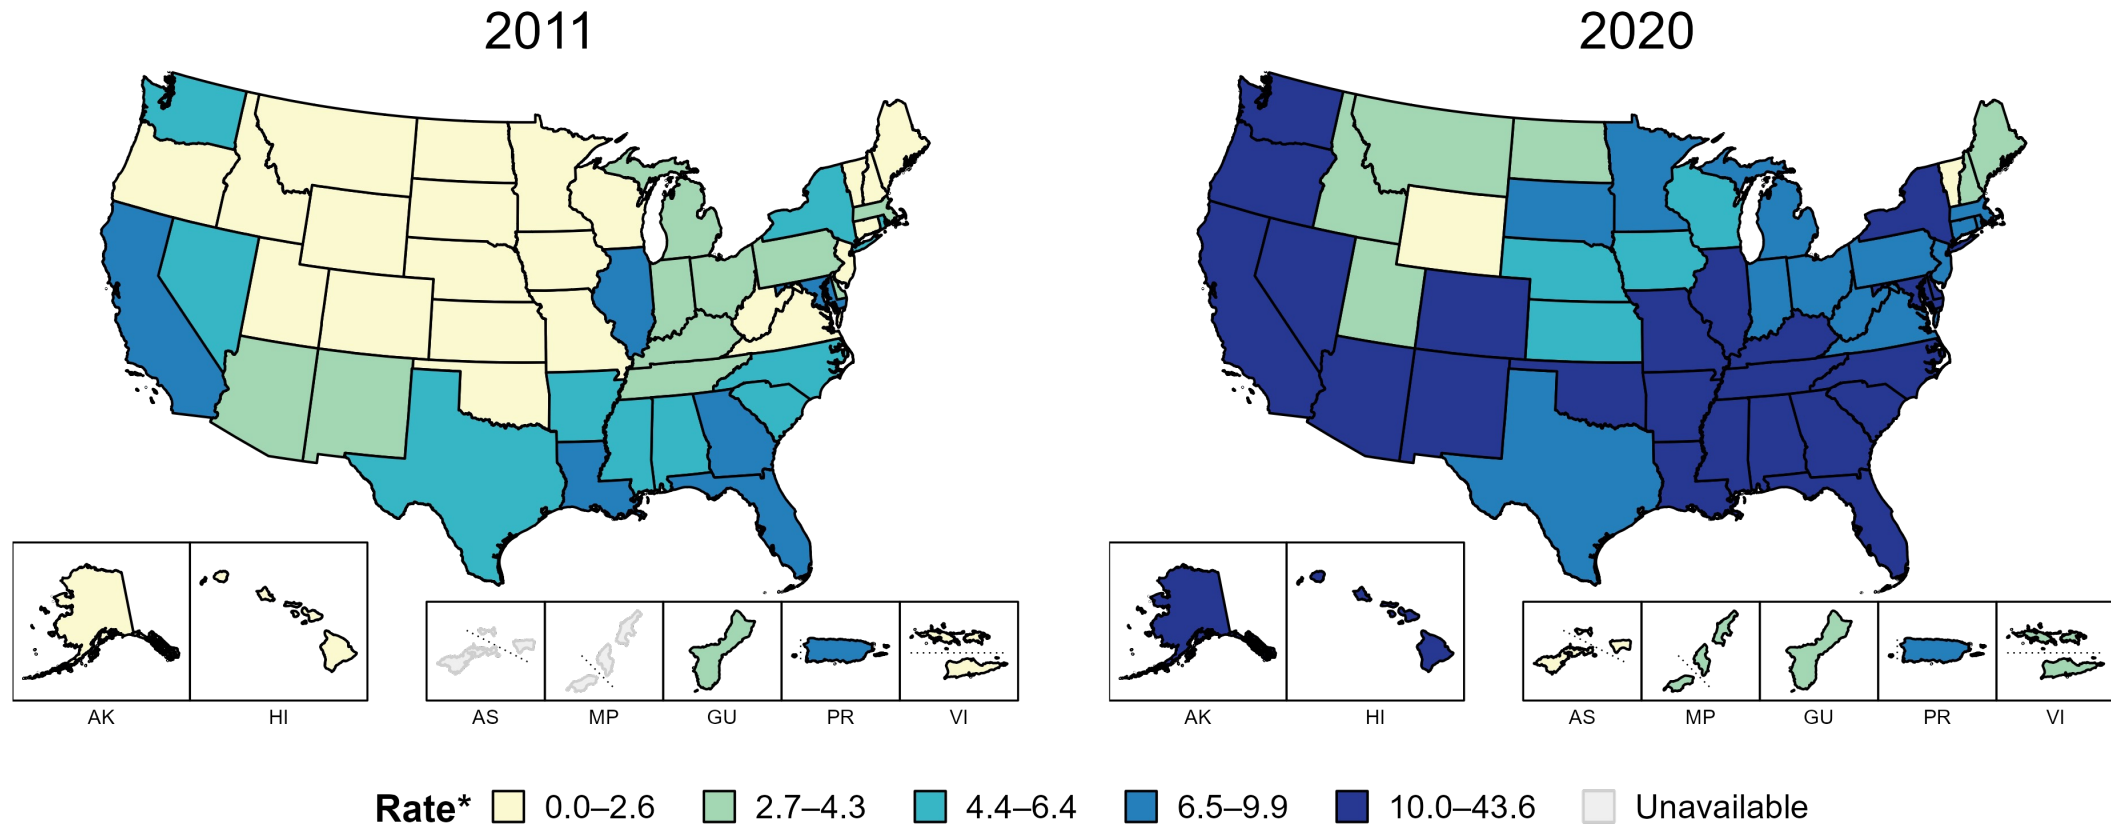 2011 2020
AK HI AS MP GU PR VI AK HI AS MP GU PR VI
Rate* 0.0–2.6 2.7–4.3 4.4–6.4 6.5–9.9 10.0–43.6 Unavailable